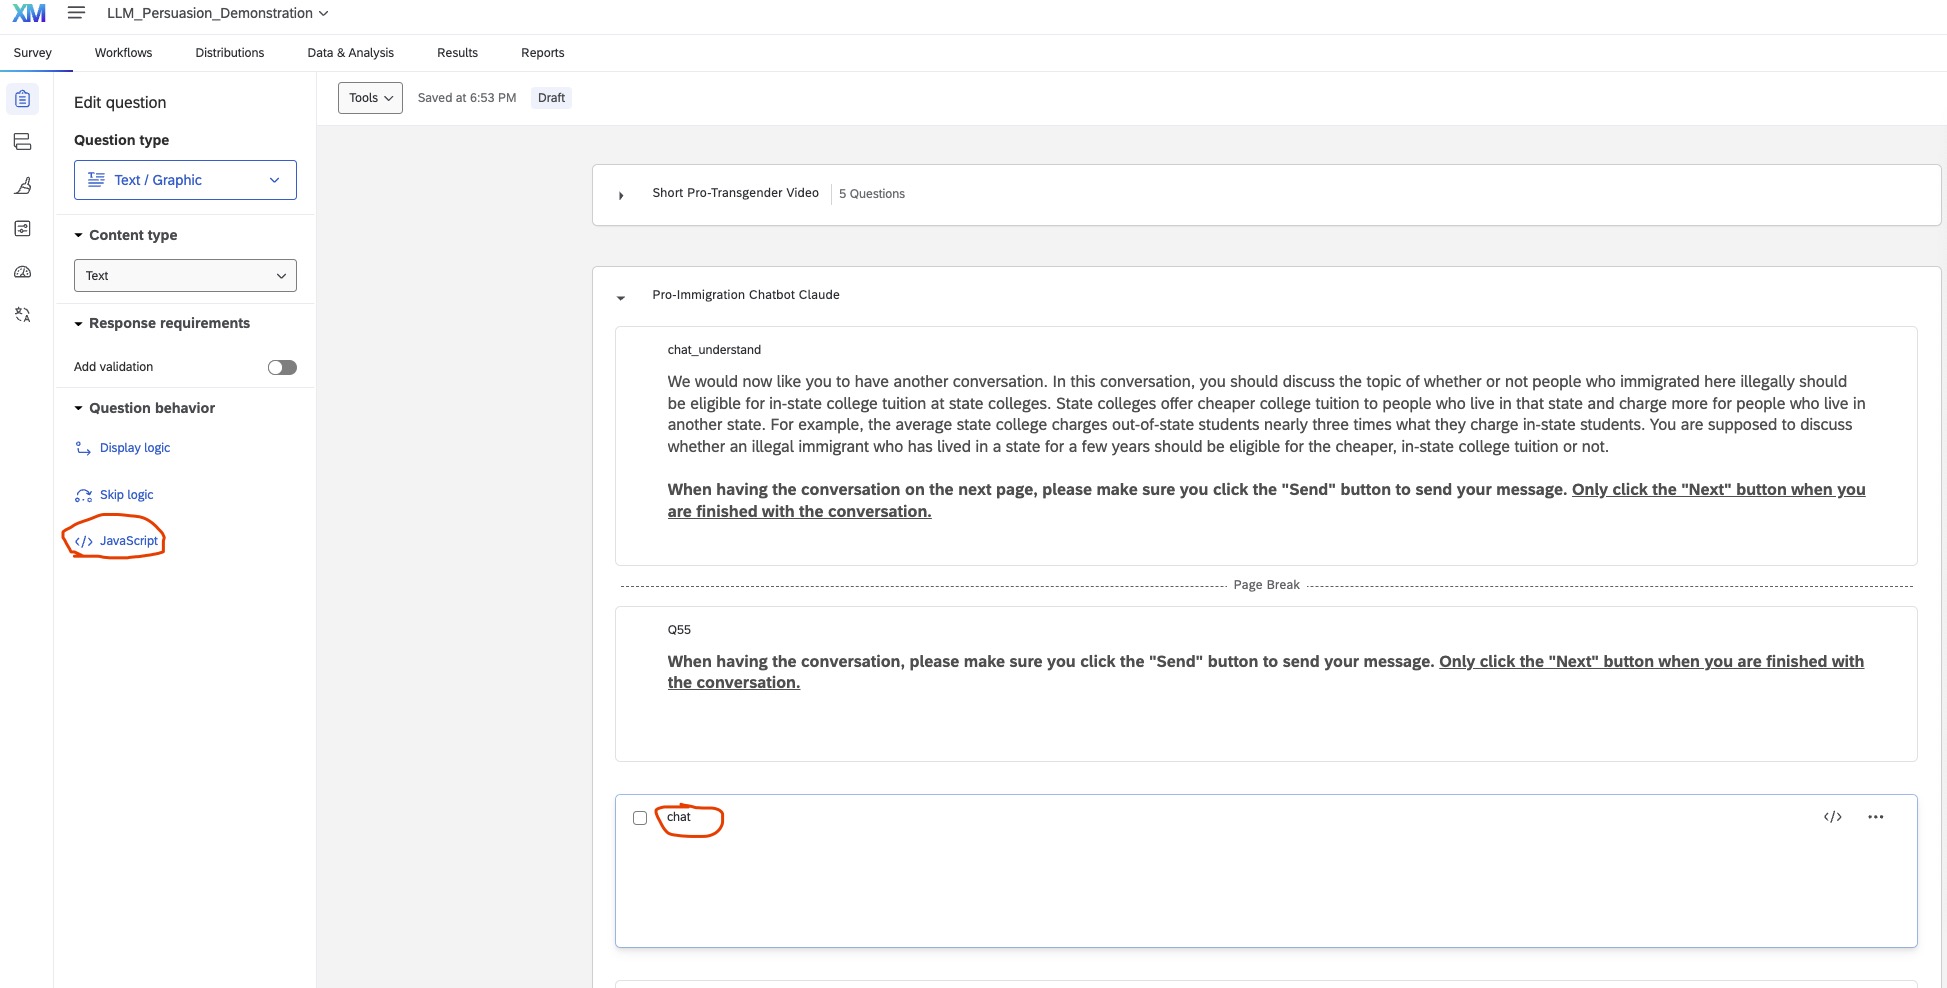 XM LLM_Persuasion_Demonstration
Survey Workflows Distributions Data & Analysis Results Reports
Edit question
Question type
Text / Graphic
Content type
Text
Response requirements
Add validation
Question behavior
Display logic
Skip logic
</> JavaScript
Tools Saved at 6:53 PM Draft
Short Pro-Transgender Video 5 Questions
Pro-Immigration Chatbot Claude
chat_understand
We would now like you to have another conversation. In this conversation, you should discuss the topic of whether or not people who immigrated here illegally should
be eligible for in-state college tuition at state colleges. State colleges offer cheaper college tuition to people who live in that state and charge more for people who live in
another state. For example, the average state college charges out-of-state students nearly three times what they charge in-state students. You are supposed to discuss
whether an illegal immigrant who has lived in a state for a few years should be eligible for the cheaper, in-state college tuition or not.
When having the conversation on the next page, please make sure you click the "Send" button to send your message. Only click the "Next" button when you
are finished with the conversation.
Page Break
Q55
When having the conversation, please make sure you click the "Send" button to send your message. Only click the "Next" button when you are finished with
the conversation.
chat </> •••